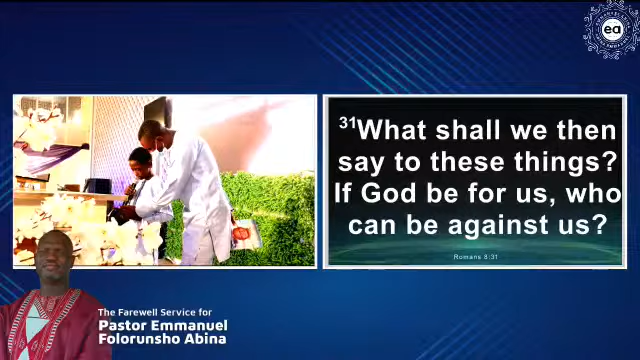 ea
³¹What shall we then
say to these things?
If God be for us, who
can be against us?
Romans 8:31
The Farewell Service for
Pastor Emmanuel
Folorunsho Abina